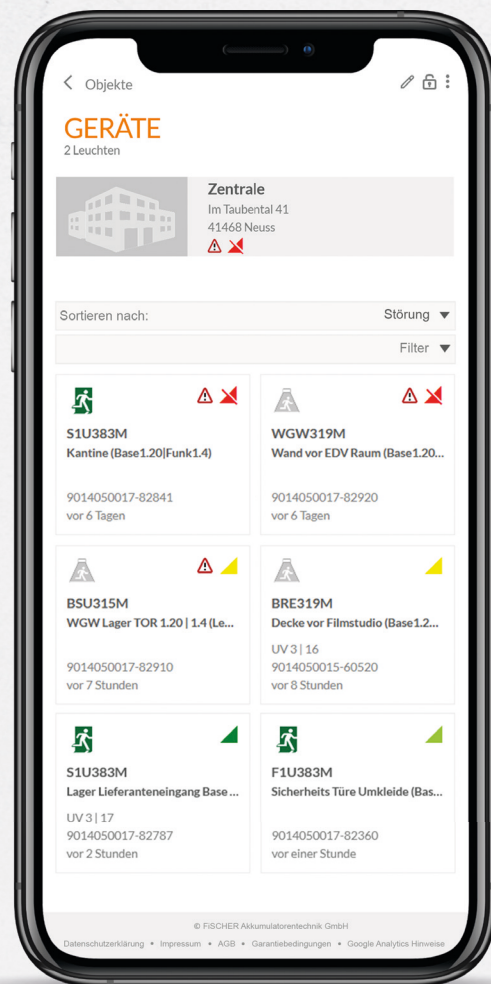 Objekte
GERÄTE
2 Leuchten
Zentrale
Im Taubental 41
41468 Neuss
Sortieren nach:
Störung
Filter
S1U383M
Kantine (Base1.20|Funk1.4)
9014050017-82841
vor 6 Tagen
WGW319M
Wand vor EDV Raum (Base1.20...
9014050017-82920
vor 6 Tagen
BSU315M
WGW Lager TOR 1.20 | 1.4 (Le...
9014050017-82910
vor 7 Stunden
BRE319M
Decke vor Filmstudio (Base1.2...
UV 3 | 16
9014050015-60520
vor 8 Stunden
S1U383M
Lager Lieferanteneingang Base ...
UV 3 | 17
9014050017-82787
vor 2 Stunden
F1U383M
Sicherheits Türe Umkleide (Bas...
9014050017-82360
vor einer Stunde
© FiSCHER Akkumulatorentechnik GmbH
Datenschutzerklärung • Impressum • AGB • Garantiebedingungen • Google Analytics Hinweise